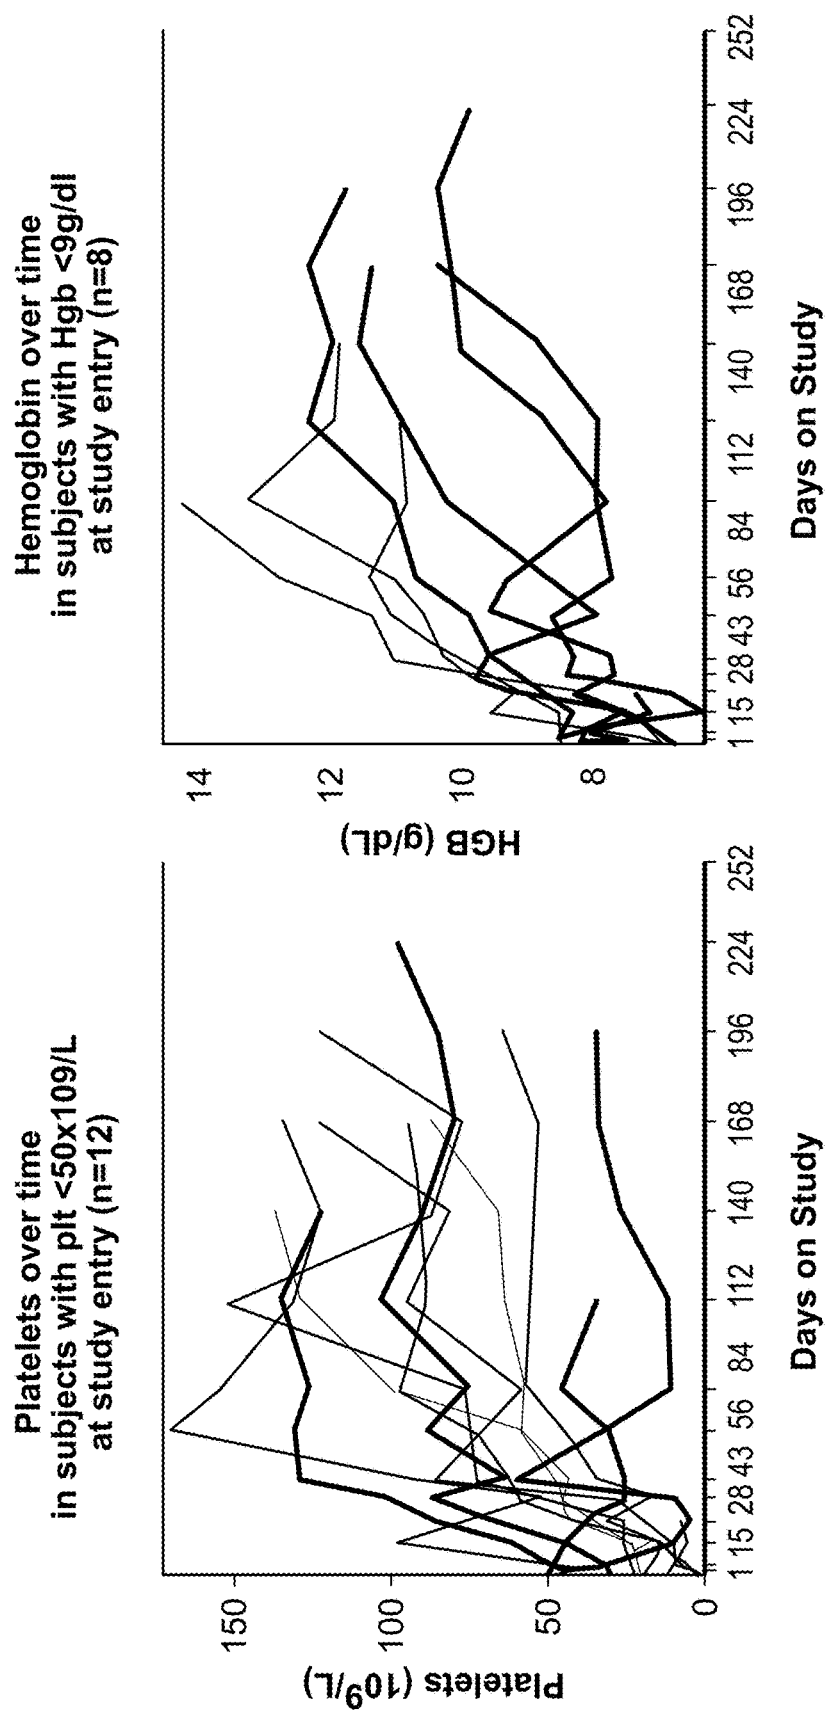 Platelets over time
in subjects with plt <50x109/L
at study entry (n=12)
Platelets (10⁹/L)
150
100
50
0
1 15 28 43 56 84 112 140 168 196 224 252
Days on Study
Hemoglobin over time
in subjects with Hgb <9g/dl
at study entry (n=8)
HGB (g/dL)
14
12
10
8
1 15 28 43 56 84 112 140 168 196 224 252
Days on Study